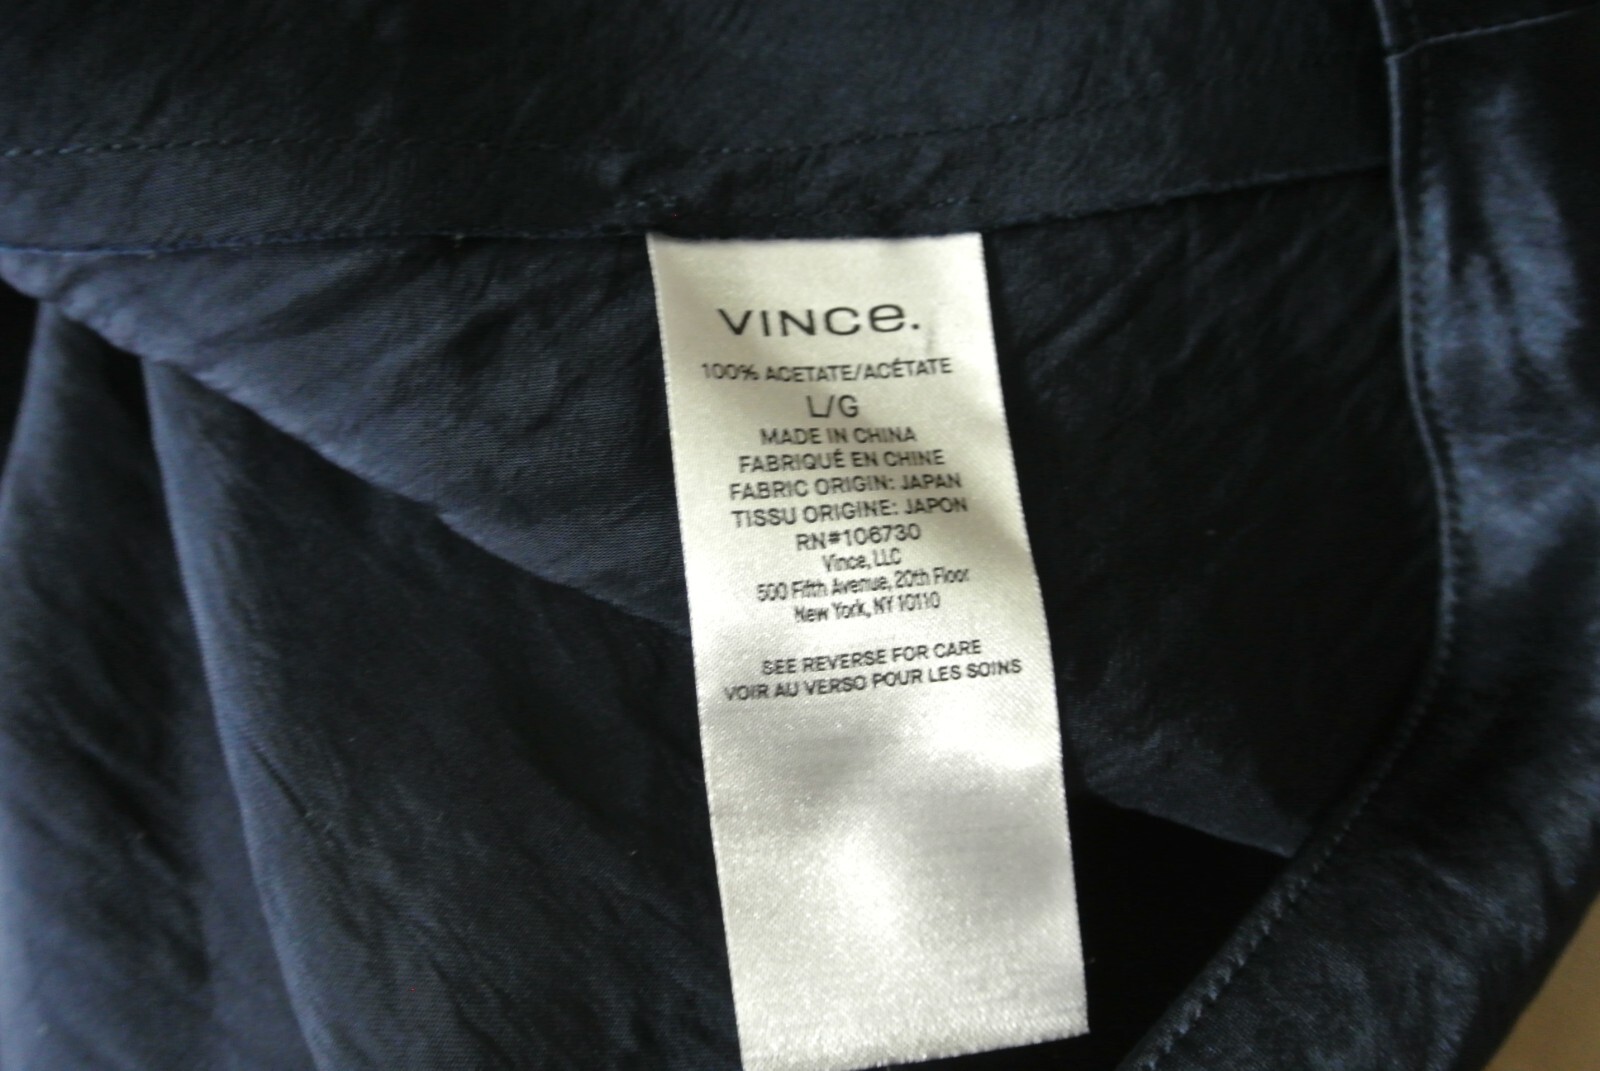 VINCe.
100% ACETATE/ACÉTATE
L/G
MADE IN CHINA
FABRIQUÉ EN CHINE
FABRIC ORIGIN: JAPAN
TISSU ORIGINE: JAPON
RN#106730
Vince, LLC
500 Fifth Avenue, 20th Floor
New York, NY 10110
SEE REVERSE FOR CARE
VOIR AU VERSO POUR LES SOINS